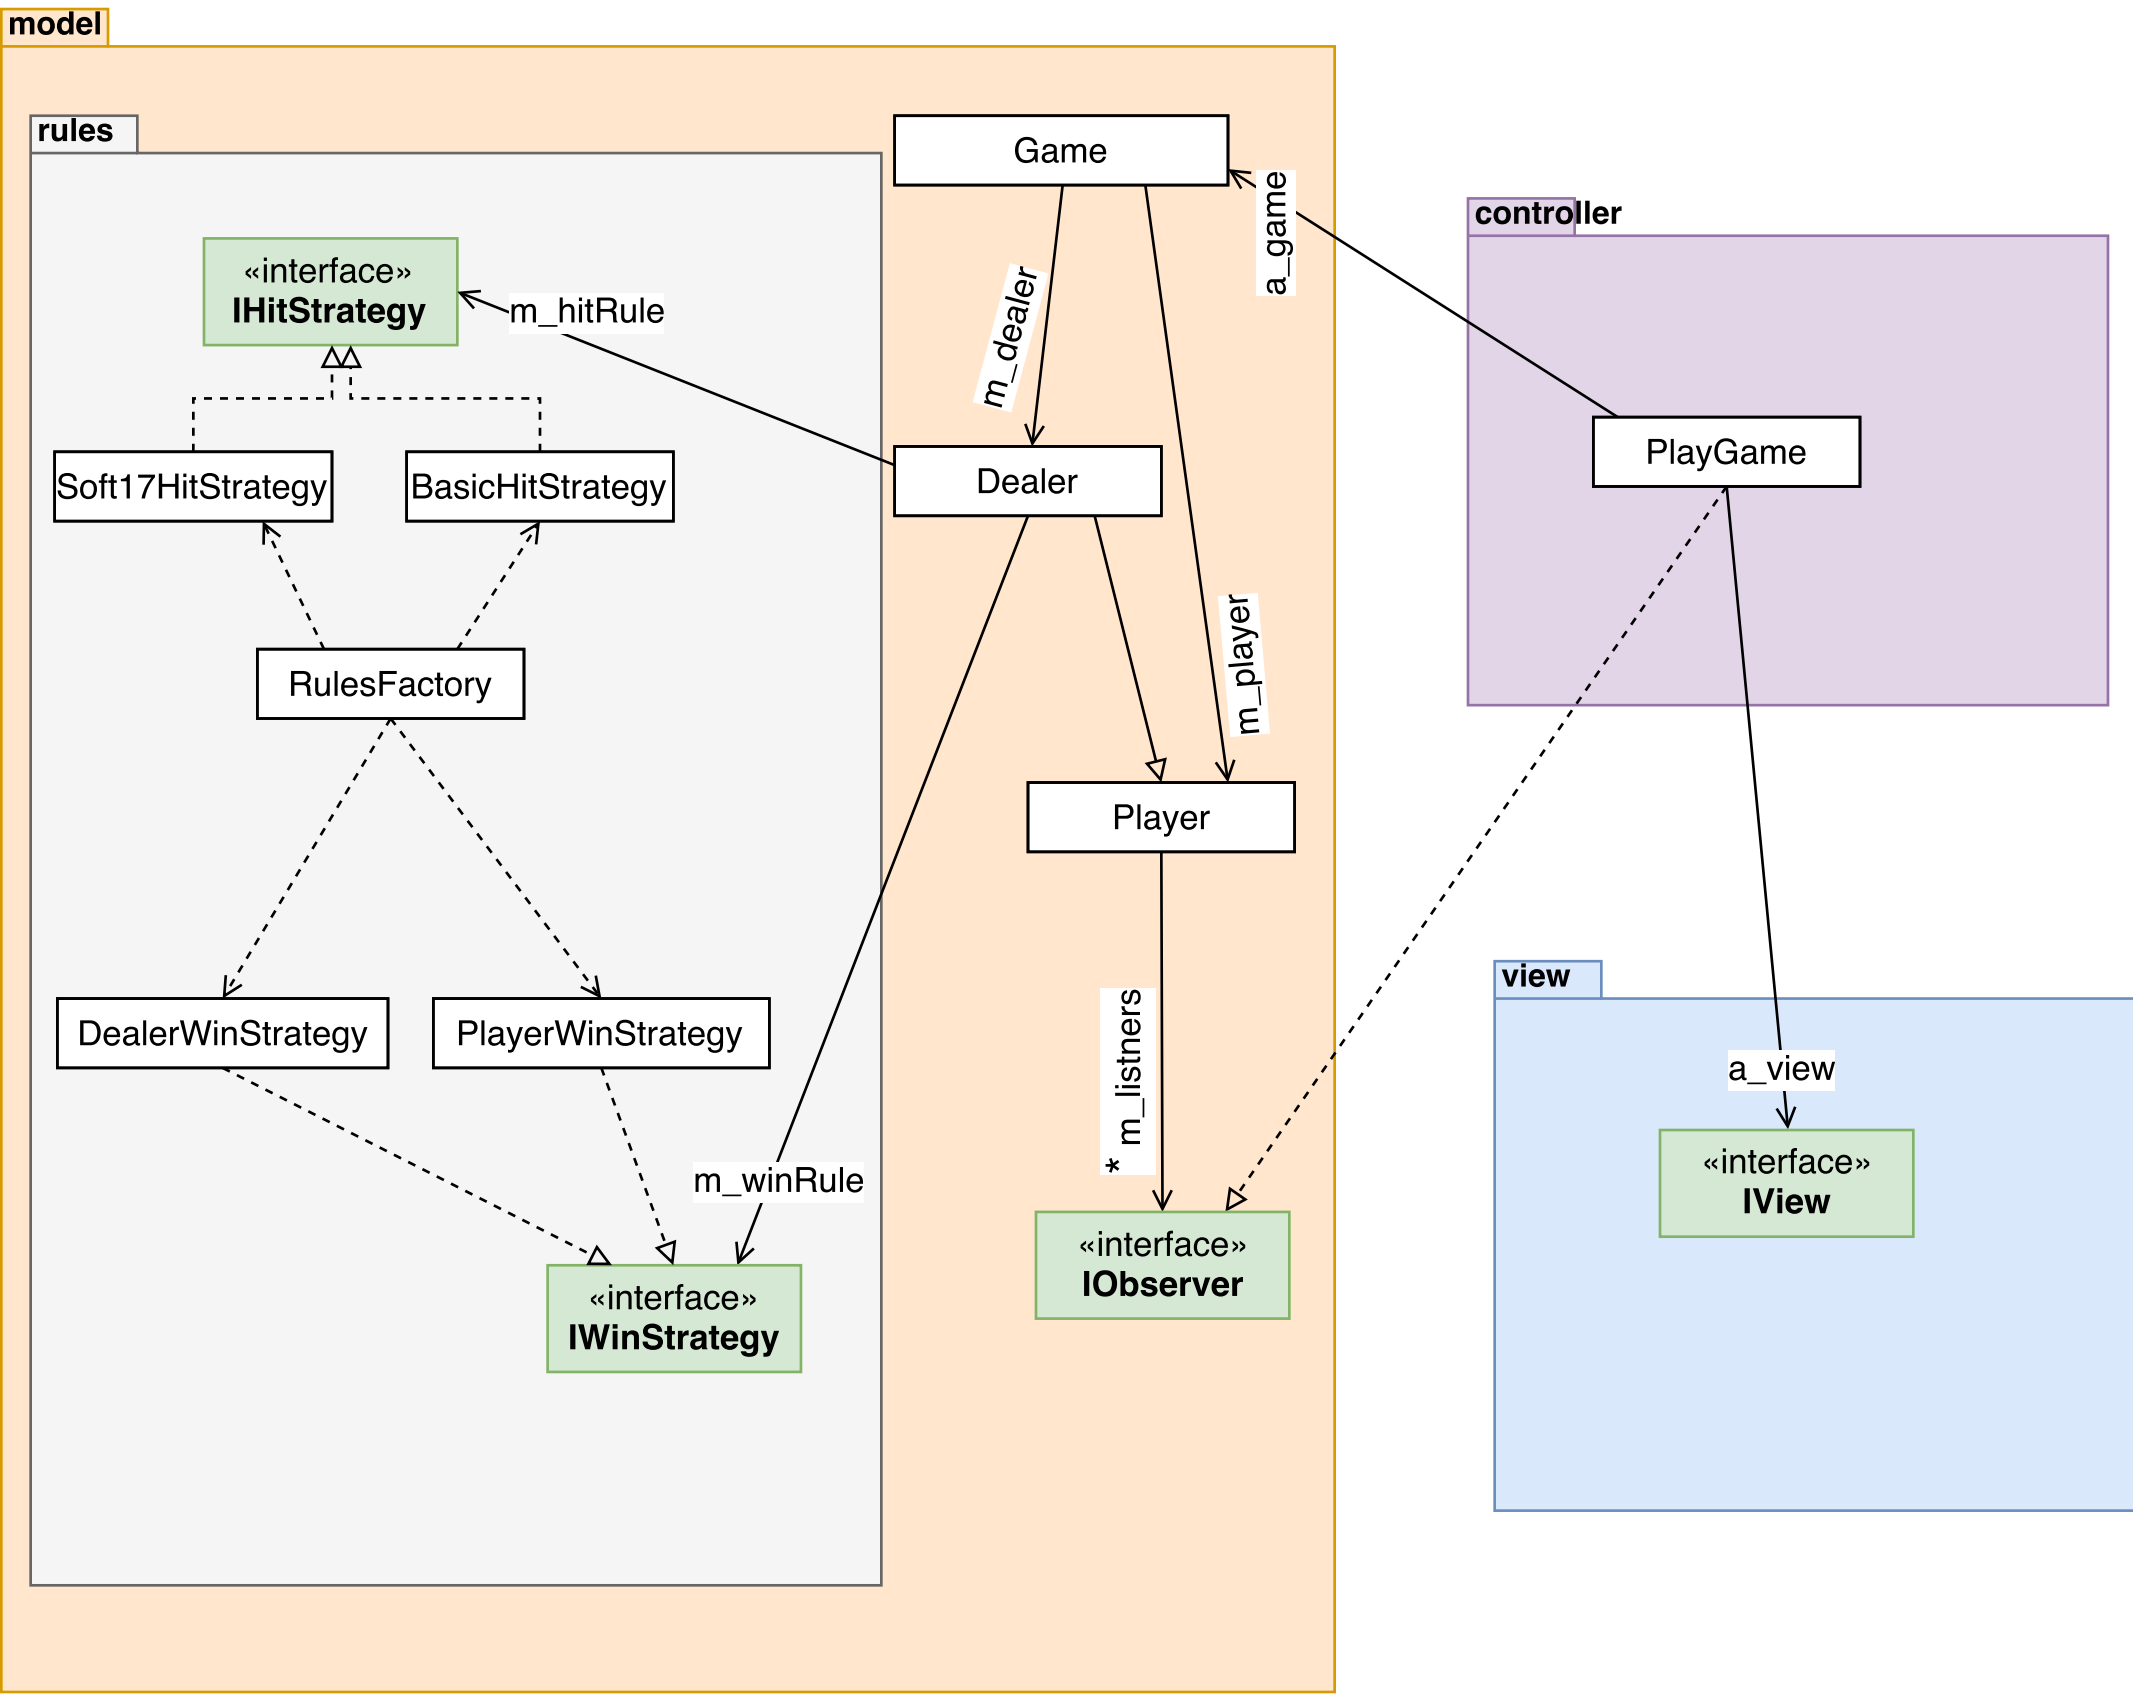 model
rules
Game
a_game
controller
«interface»
IHitStrategy
m_hitRule
m_dealer
PlayGame
Soft17HitStrategy
BasicHitStrategy
Dealer
RulesFactory
m_player
Player
view
DealerWinStrategy
PlayerWinStrategy
* m_listners
a_view
m_winRule
«interface»
IView
«interface»
IObserver
«interface»
IWinStrategy